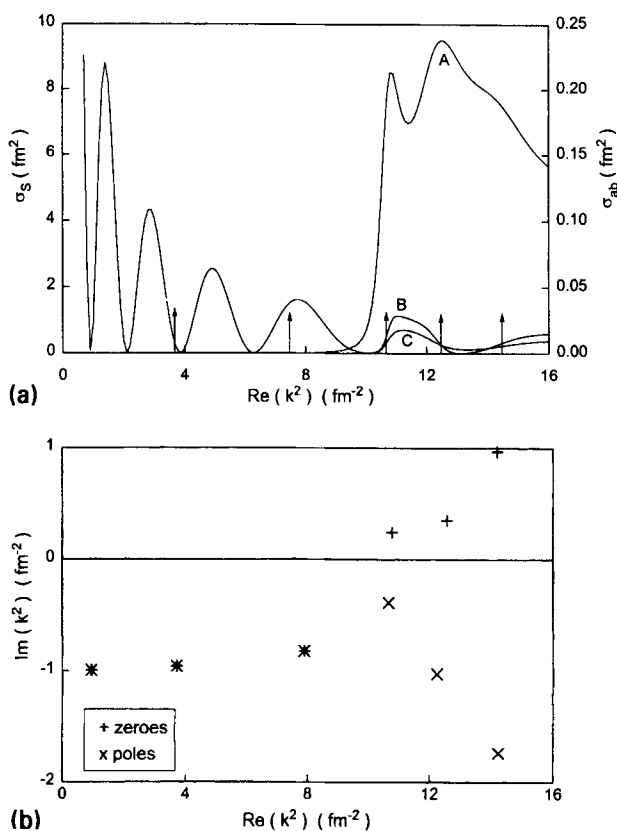 10
8
6
4
2
0
σS ( fm² )
0.25
0.20
0.15
0.10
0.05
0.00
σab ( fm² )
A
B
C
0 4 8 12 16
(a) Re ( k² ) ( fm⁻² )
1
0
-1
-2
Im ( k² ) ( fm⁻² )
+ zeroes
× poles
0 4 8 12 16
(b) Re ( k² ) ( fm⁻² )